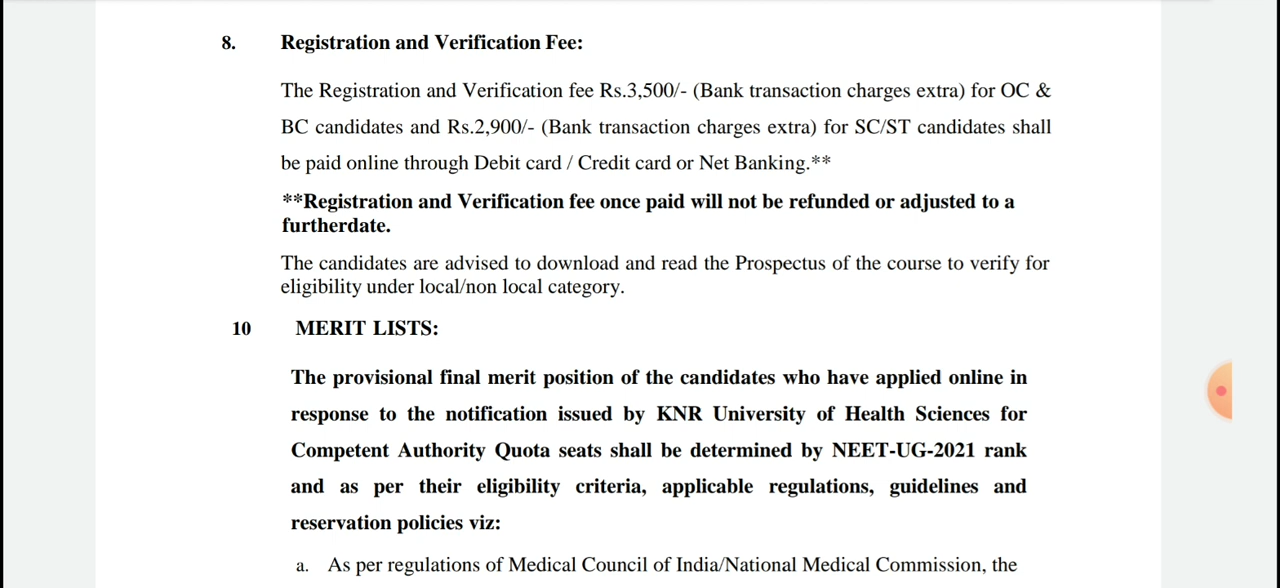 8. Registration and Verification Fee:
The Registration and Verification fee Rs.3,500/- (Bank transaction charges extra) for OC &
BC candidates and Rs.2,900/- (Bank transaction charges extra) for SC/ST candidates shall
be paid online through Debit card / Credit card or Net Banking.**
**Registration and Verification fee once paid will not be refunded or adjusted to a
furtherdate.
The candidates are advised to download and read the Prospectus of the course to verify for
eligibility under local/non local category.
10 MERIT LISTS:
The provisional final merit position of the candidates who have applied online in
response to the notification issued by KNR University of Health Sciences for
Competent Authority Quota seats shall be determined by NEET-UG-2021 rank
and as per their eligibility criteria, applicable regulations, guidelines and
reservation policies viz:
a. As per regulations of Medical Council of India/National Medical Commission, the